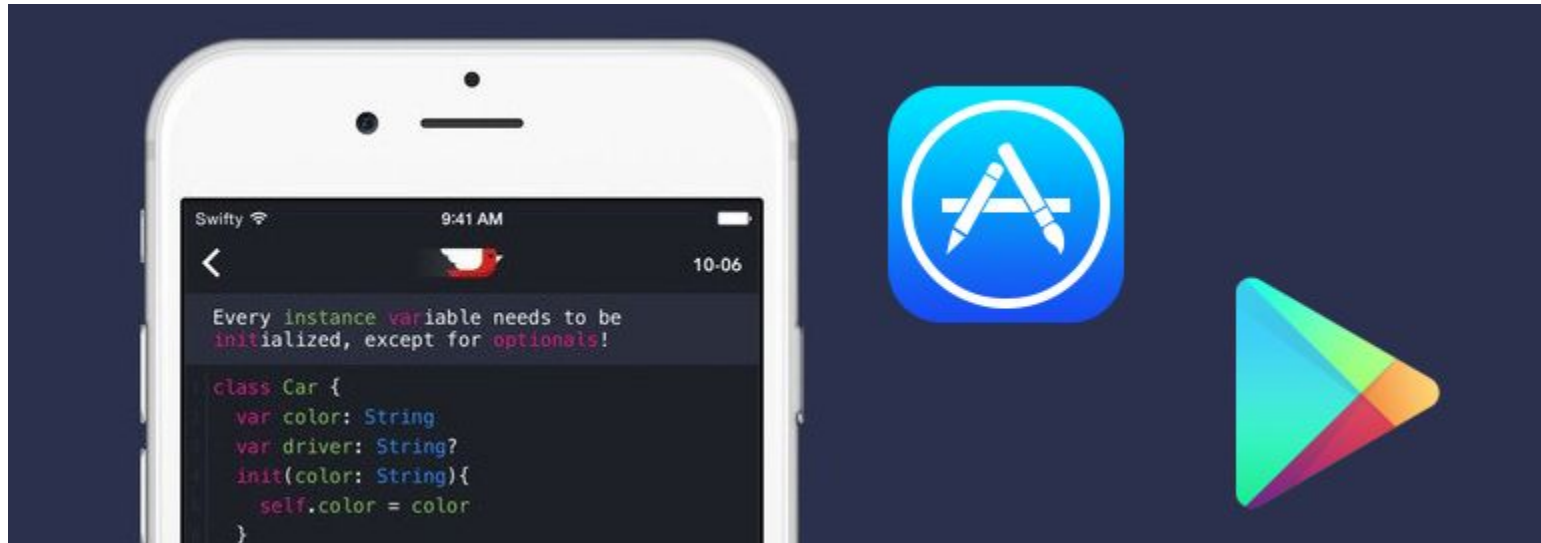 Swifty
9:41 AM
10-06
Every instance variable needs to be
initialized, except for optionals!
class Car {
var color: String
var driver: String?
init(color: String){
self.color = color
}